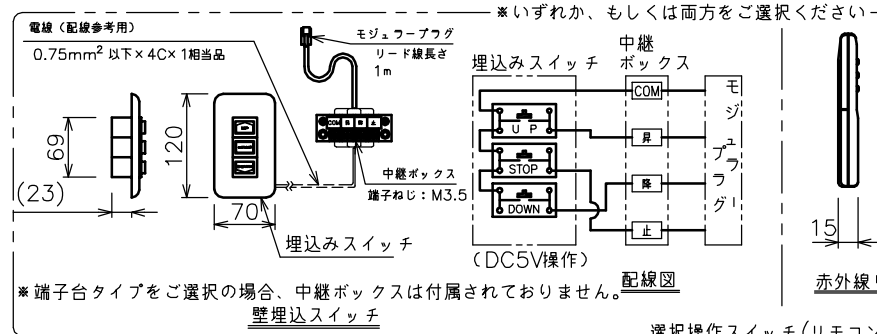 ※いずれか、もしくは両方をご選択ください
電線（配線参考用）
0.75mm² 以下×4C×1相当品
モジュラープラグ
リード線長さ
1m
69
120
(23)
70
COM 昇 降 止
中継ボックス
端子ねじ：M3.5
埋込みスイッチ
※端子台タイプをご選択の場合、中継ボックスは付属されておりません。
壁埋込スイッチ
埋込みスイッチ
中継
ボックス
モジュラープラグ
COM
UP
昇
STOP
降
DOWN
止
(DC5V操作)
配線図
15
赤外線
選択操作スイッチ(リモコン